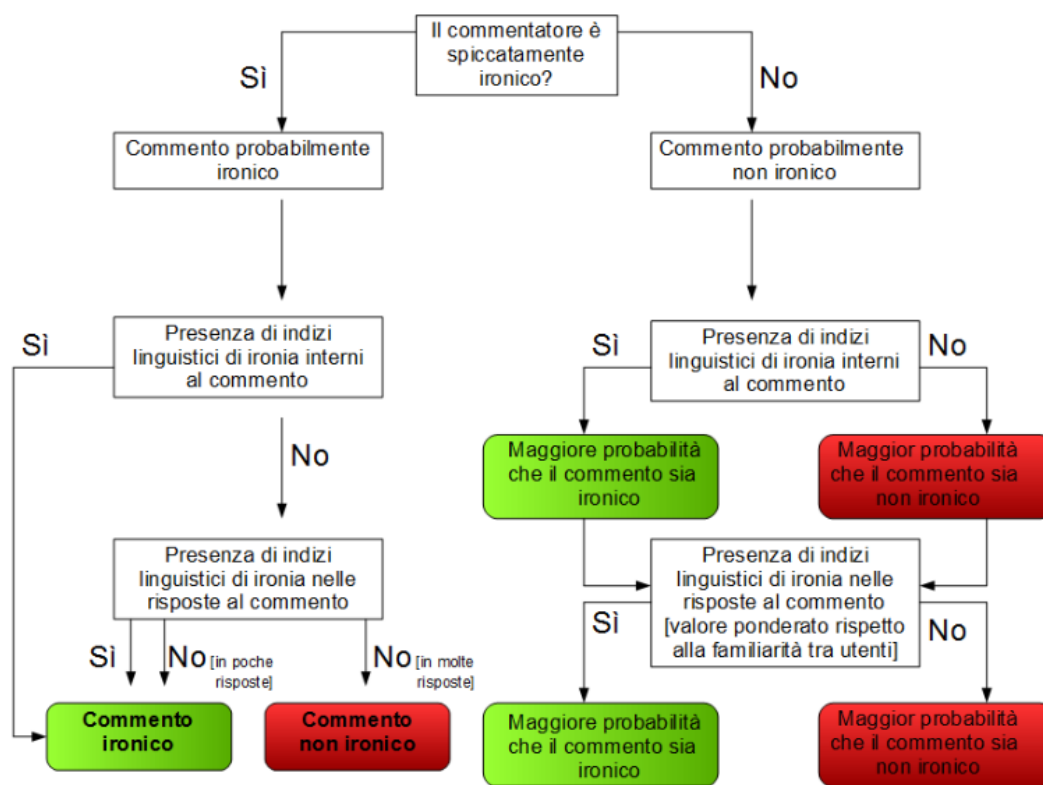 Il commentatore è
spiccatamente
ironico?
Sì
No
Commento probabilmente
ironico
Commento probabilmente
non ironico
Presenza di indizi
linguistici di ironia interni
al commento
Sì
No
Presenza di indizi
linguistici di ironia interni
al commento
Sì
No
Maggiore probabilità
che il commento sia
ironico
Maggior probabilità
che il commento sia
non ironico
Presenza di indizi
linguistici di ironia nelle
risposte al commento
Sì
No [in poche
risposte]
No [in molte
risposte]
Presenza di indizi
linguistici di ironia nelle
risposte al commento
[valore ponderato rispetto
alla familiarità tra utenti]
Sì
No
Commento
ironico
Commento
non ironico
Maggiore probabilità
che il commento sia
ironico
Maggior probabilità
che il commento sia
non ironico